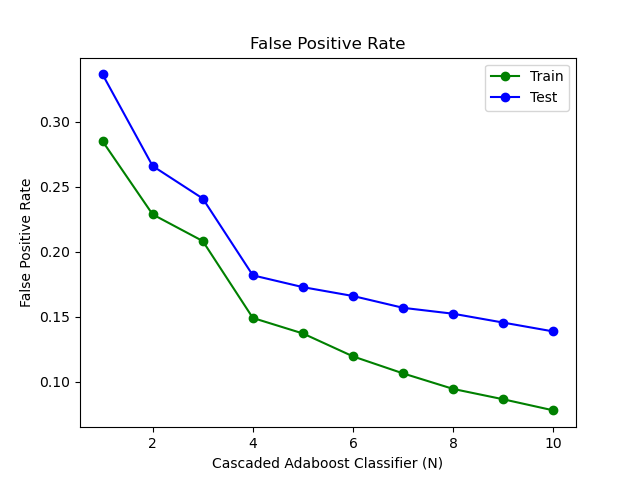 False Positive Rate
Train
Test
False Positive Rate
0.30
0.25
0.20
0.15
0.10
2 4 6 8 10
Cascaded Adaboost Classifier (N)